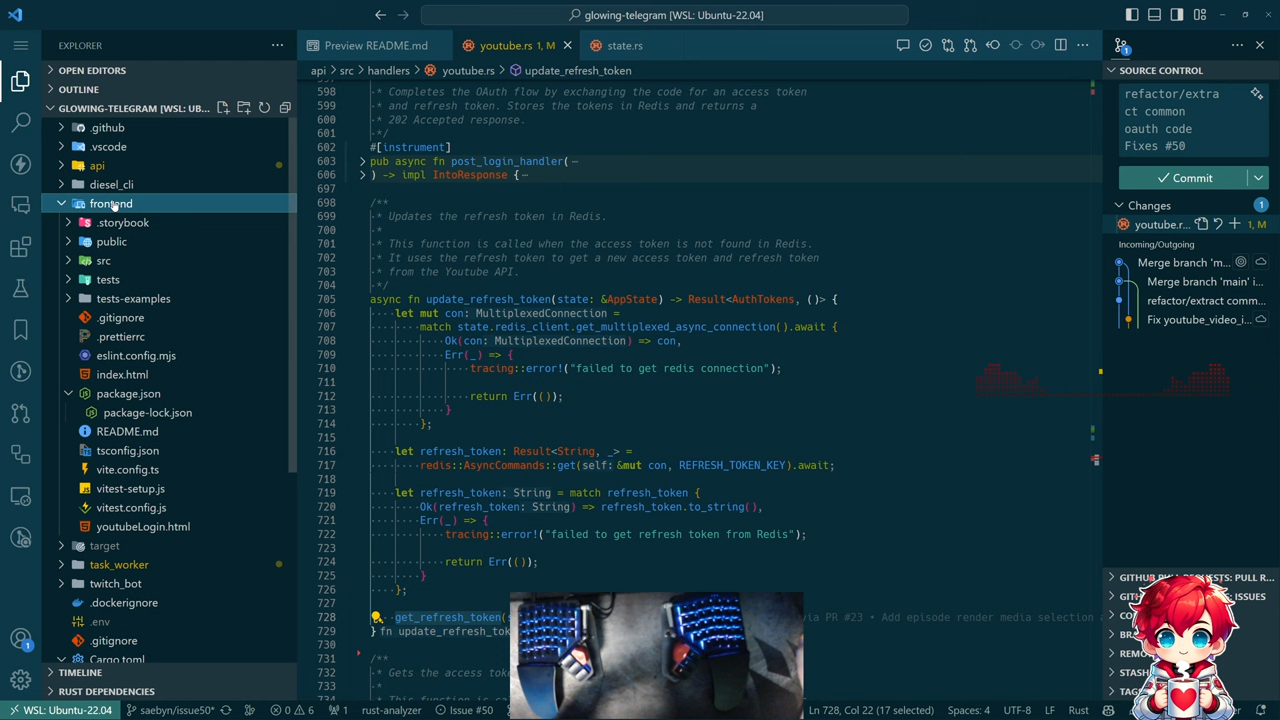 glowing-telegram [WSL: Ubuntu-22.04]
EXPLORER
OPEN EDITORS
OUTLINE
GLOWING-TELEGRAM [WSL: UBU...
.github
.vscode
api
diesel_cli
frontend
.storybook
public
src
tests
tests-examples
.gitignore
.prettierrc
eslint.config.mjs
index.html
package.json
package-lock.json
README.md
tsconfig.json
vite.config.ts
vitest-setup.js
vitest.config.js
youtubeLogin.html
target
task_worker
twitch_bot
.dockerignore
.env
.gitignore
Cargo.toml
TIMELINE
RUST DEPENDENCIES
Preview README.md
youtube.rs 1, M
state.rs
api > src > handlers > youtube.rs > update_refresh_token
598 * Completes the OAuth flow by exchanging the code for an access token
599 * and refresh token. Stores the tokens in Redis and returns a
600 * 202 Accepted response.
601 */
602 #[instrument]
603 pub async fn post_login_handler(
606 ) -> impl IntoResponse {
697
698 /**
699 * Updates the refresh token in Redis.
700 *
701 * This function is called when the access token is not found in Redis.
702 * It uses the refresh token to get a new access token and refresh token
703 * from the Youtube API.
704 */
705 async fn update_refresh_token(state: &AppState) -> Result<AuthTokens, ()> {
706 let mut con: MultiplexedConnection =
707 match state.redis_client.get_multiplexed_async_connection().await {
708 Ok(con: MultiplexedConnection) => con,
709 Err(_) => {
710 tracing::error!("failed to get redis connection");
711
712 return Err(());
713 }
714 };
715
716 let refresh_token: Result<String, _> =
717 redis::AsyncCommands::get(self: &mut con, REFRESH_TOKEN_KEY).await;
718
719 let refresh_token: String = match refresh_token {
720 Ok(refresh_token: String) => refresh_token.to_string(),
721 Err(_) => {
722 tracing::error!("failed to get refresh token from Redis");
723
724 return Err(());
725 }
726 };
727
728 get_refresh_token(
via PR #23 • Add episode render media selection a
729 } fn update_refresh_to
730
731 /**
732 * Gets the access tok
733 *
SOURCE CONTROL
refactor/extra
ct common
oauth code
Fixes #50
Commit
Changes 1
youtube.r... 1, M
Incoming/Outgoing
Merge branch 'm...
Merge branch 'main' i...
refactor/extract comm...
Fix youtube_video_i...
GITHUB PULL REQUESTS: PULL R...
ISSUES
WSL: Ubuntu-22.04
saebyn/issue50*
0 6
1
rust-analyzer
Issue #50
Ln 728, Col 22 (17 selected)
Spaces: 4
UTF-8
LF
Rust